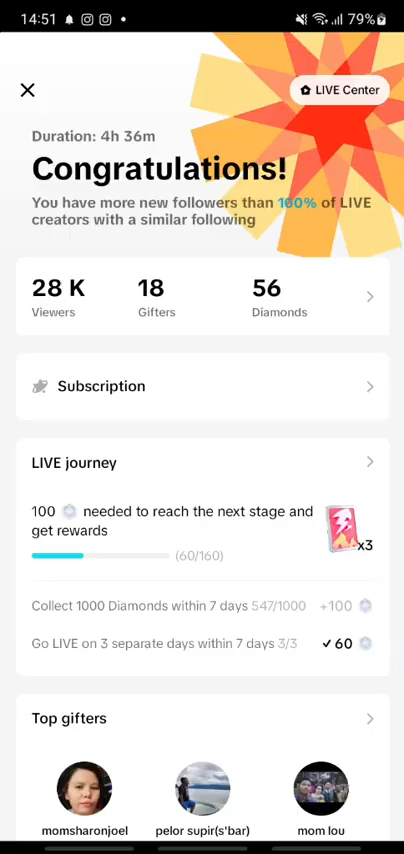 14:51
79%
LIVE Center
Duration: 4h 36m
Congratulations!
You have more new followers than 100% of LIVE
creators with a similar following
28 K
18
56
Viewers
Gifters
Diamonds
Subscription
LIVE journey
100 needed to reach the next stage and
get rewards
x3
(60/160)
Collect 1000 Diamonds within 7 days 547/1000 +100
Go LIVE on 3 separate days within 7 days 3/3 60
Top gifters
momsharonjoel
pelor supir(s'bar)
mom lou